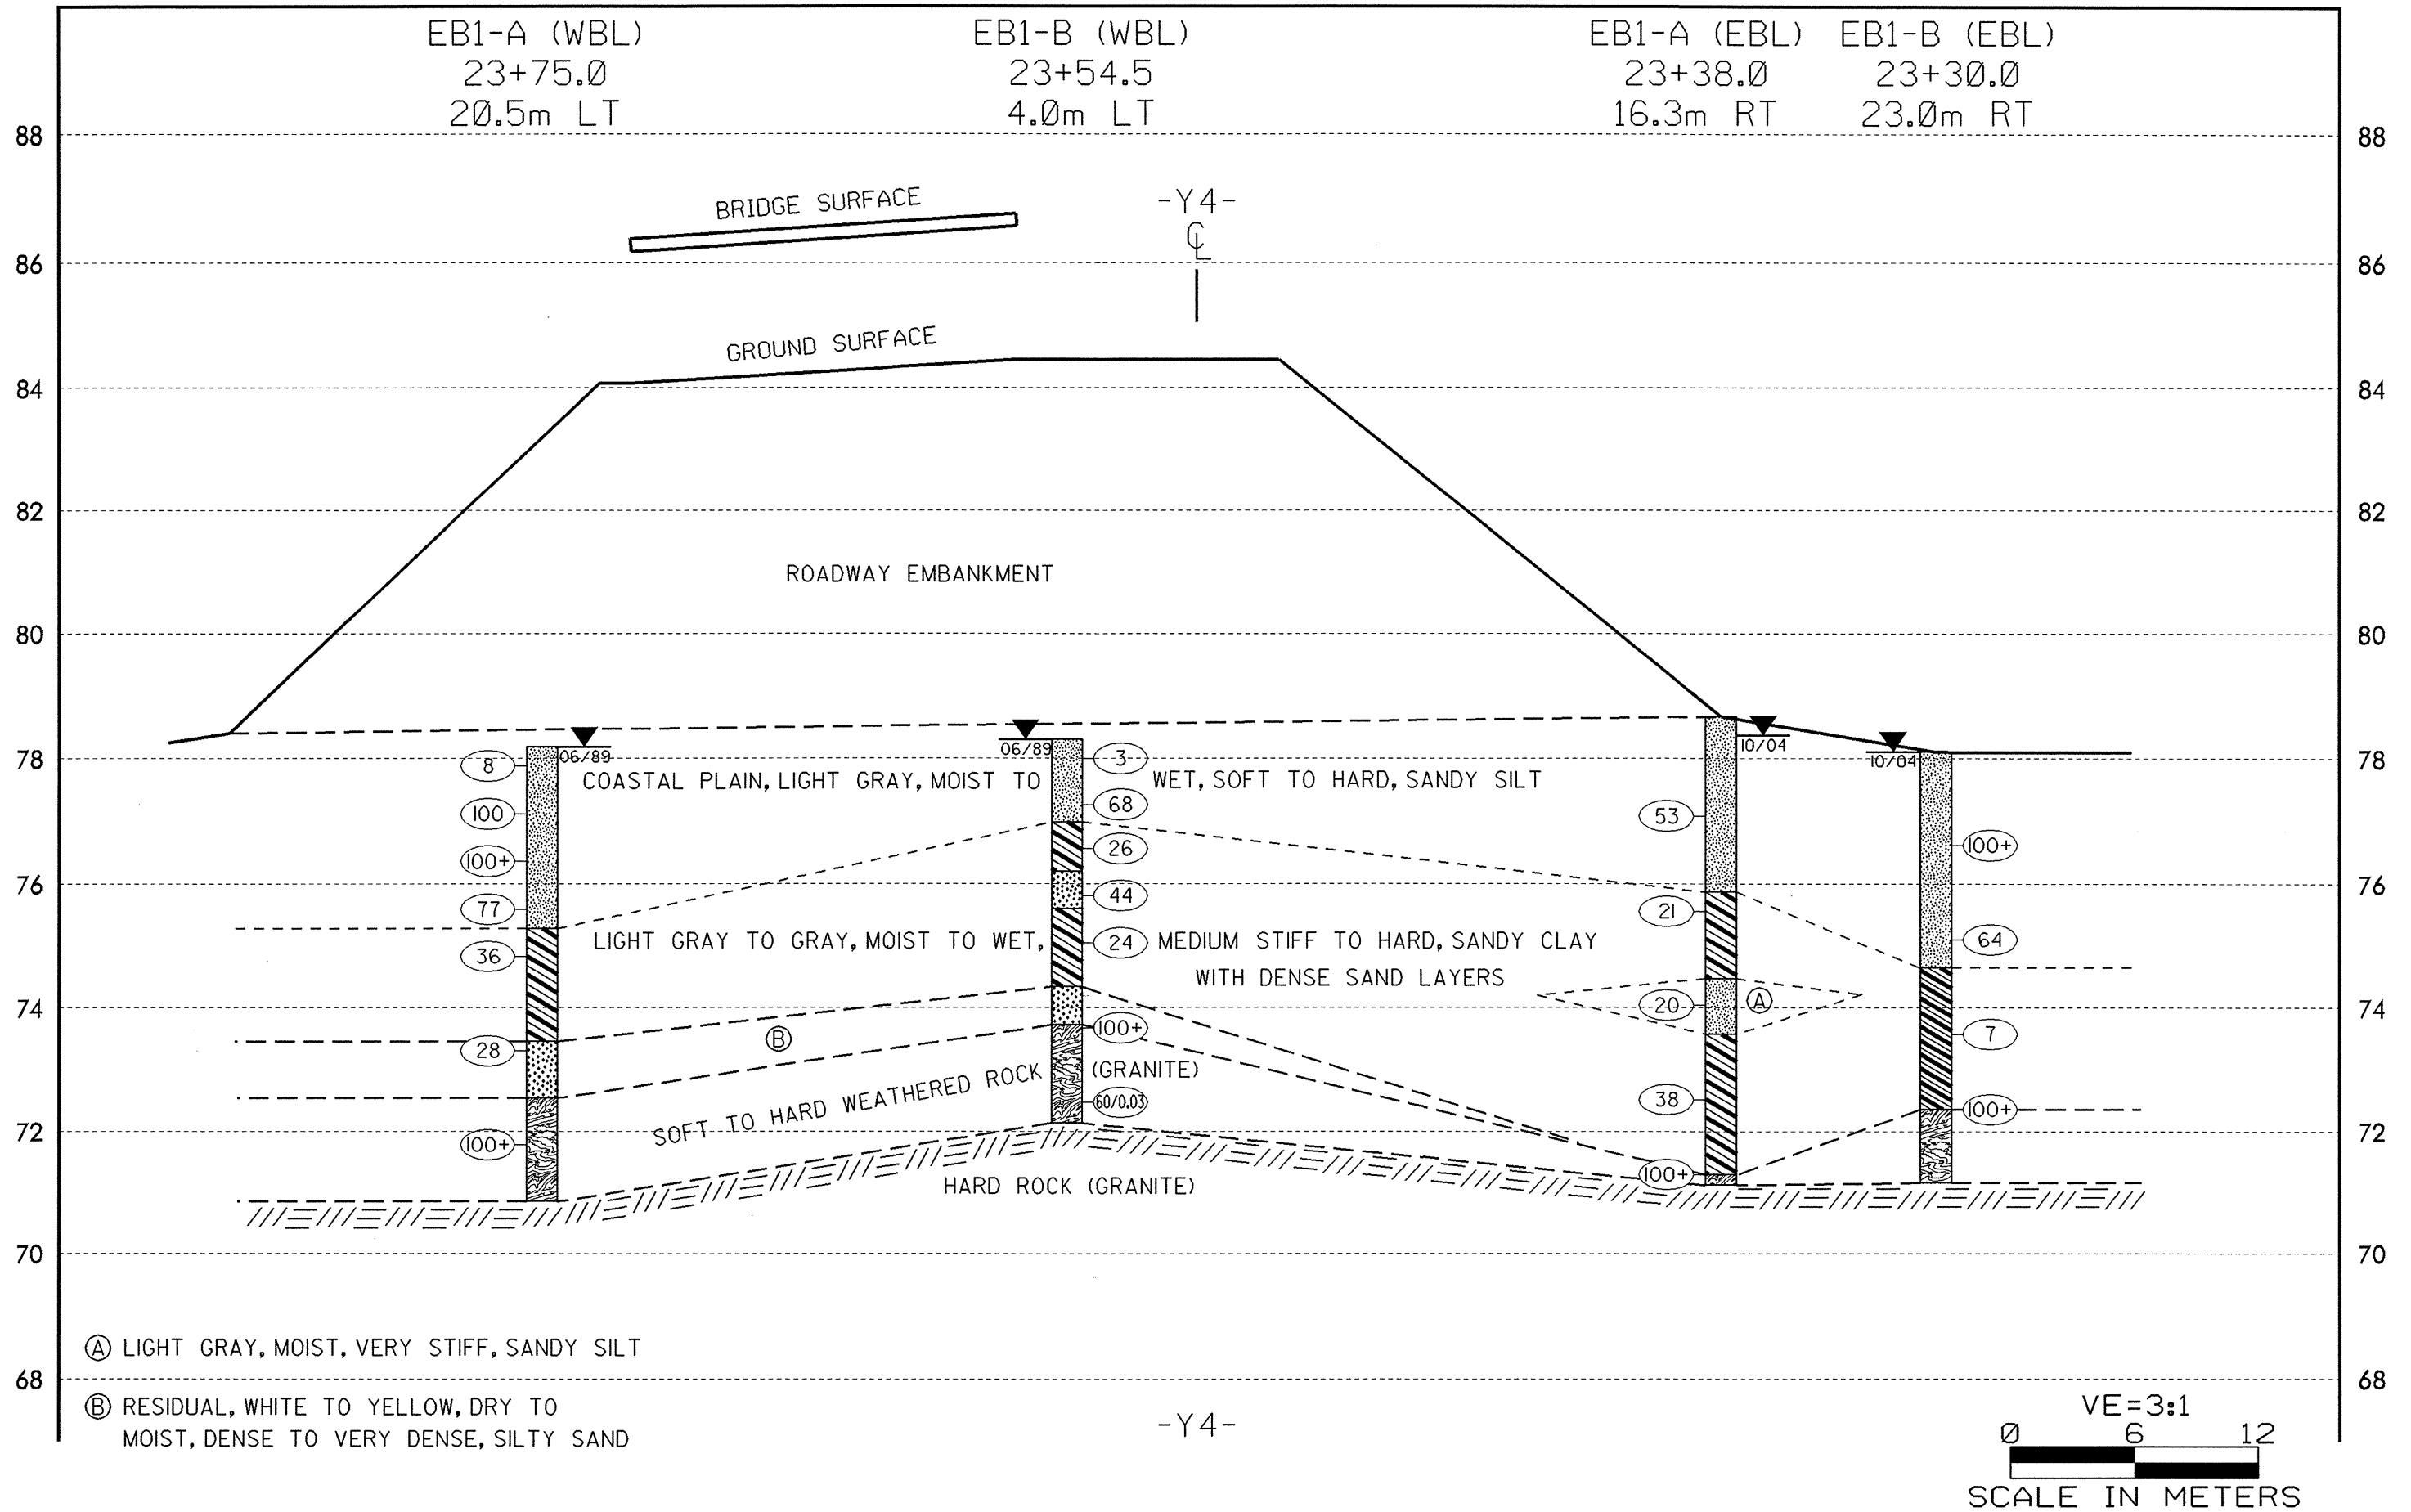 EB1-A (WBL)
23+75.0
20.5m LT
EB1-B (WBL)
23+54.5
4.0m LT
EB1-A (EBL)
23+38.0
16.3m RT
EB1-B (EBL)
23+30.0
23.0m RT
88 88
BRIDGE SURFACE
-Y4-
CL
86 86
GROUND SURFACE
84 84
82 82
ROADWAY EMBANKMENT
80 80
06/89 06/89 10/04 10/04
78 78
8 3
COASTAL PLAIN, LIGHT GRAY, MOIST TO WET, SOFT TO HARD, SANDY SILT
100 68 53
100+ 26 100+
76 76
77 44 21
LIGHT GRAY TO GRAY, MOIST TO WET, MEDIUM STIFF TO HARD, SANDY CLAY
36 24 64
WITH DENSE SAND LAYERS
74 74
20 A
B
28 100+ 7
SOFT TO HARD WEATHERED ROCK (GRANITE)
60/0.03 38 100+
72 72
100+ 100+
HARD ROCK (GRANITE)
70 70
A LIGHT GRAY, MOIST, VERY STIFF, SANDY SILT
68 68
B RESIDUAL, WHITE TO YELLOW, DRY TO
MOIST, DENSE TO VERY DENSE, SILTY SAND
-Y4-
VE=3:1
0 6 12
SCALE IN METERS